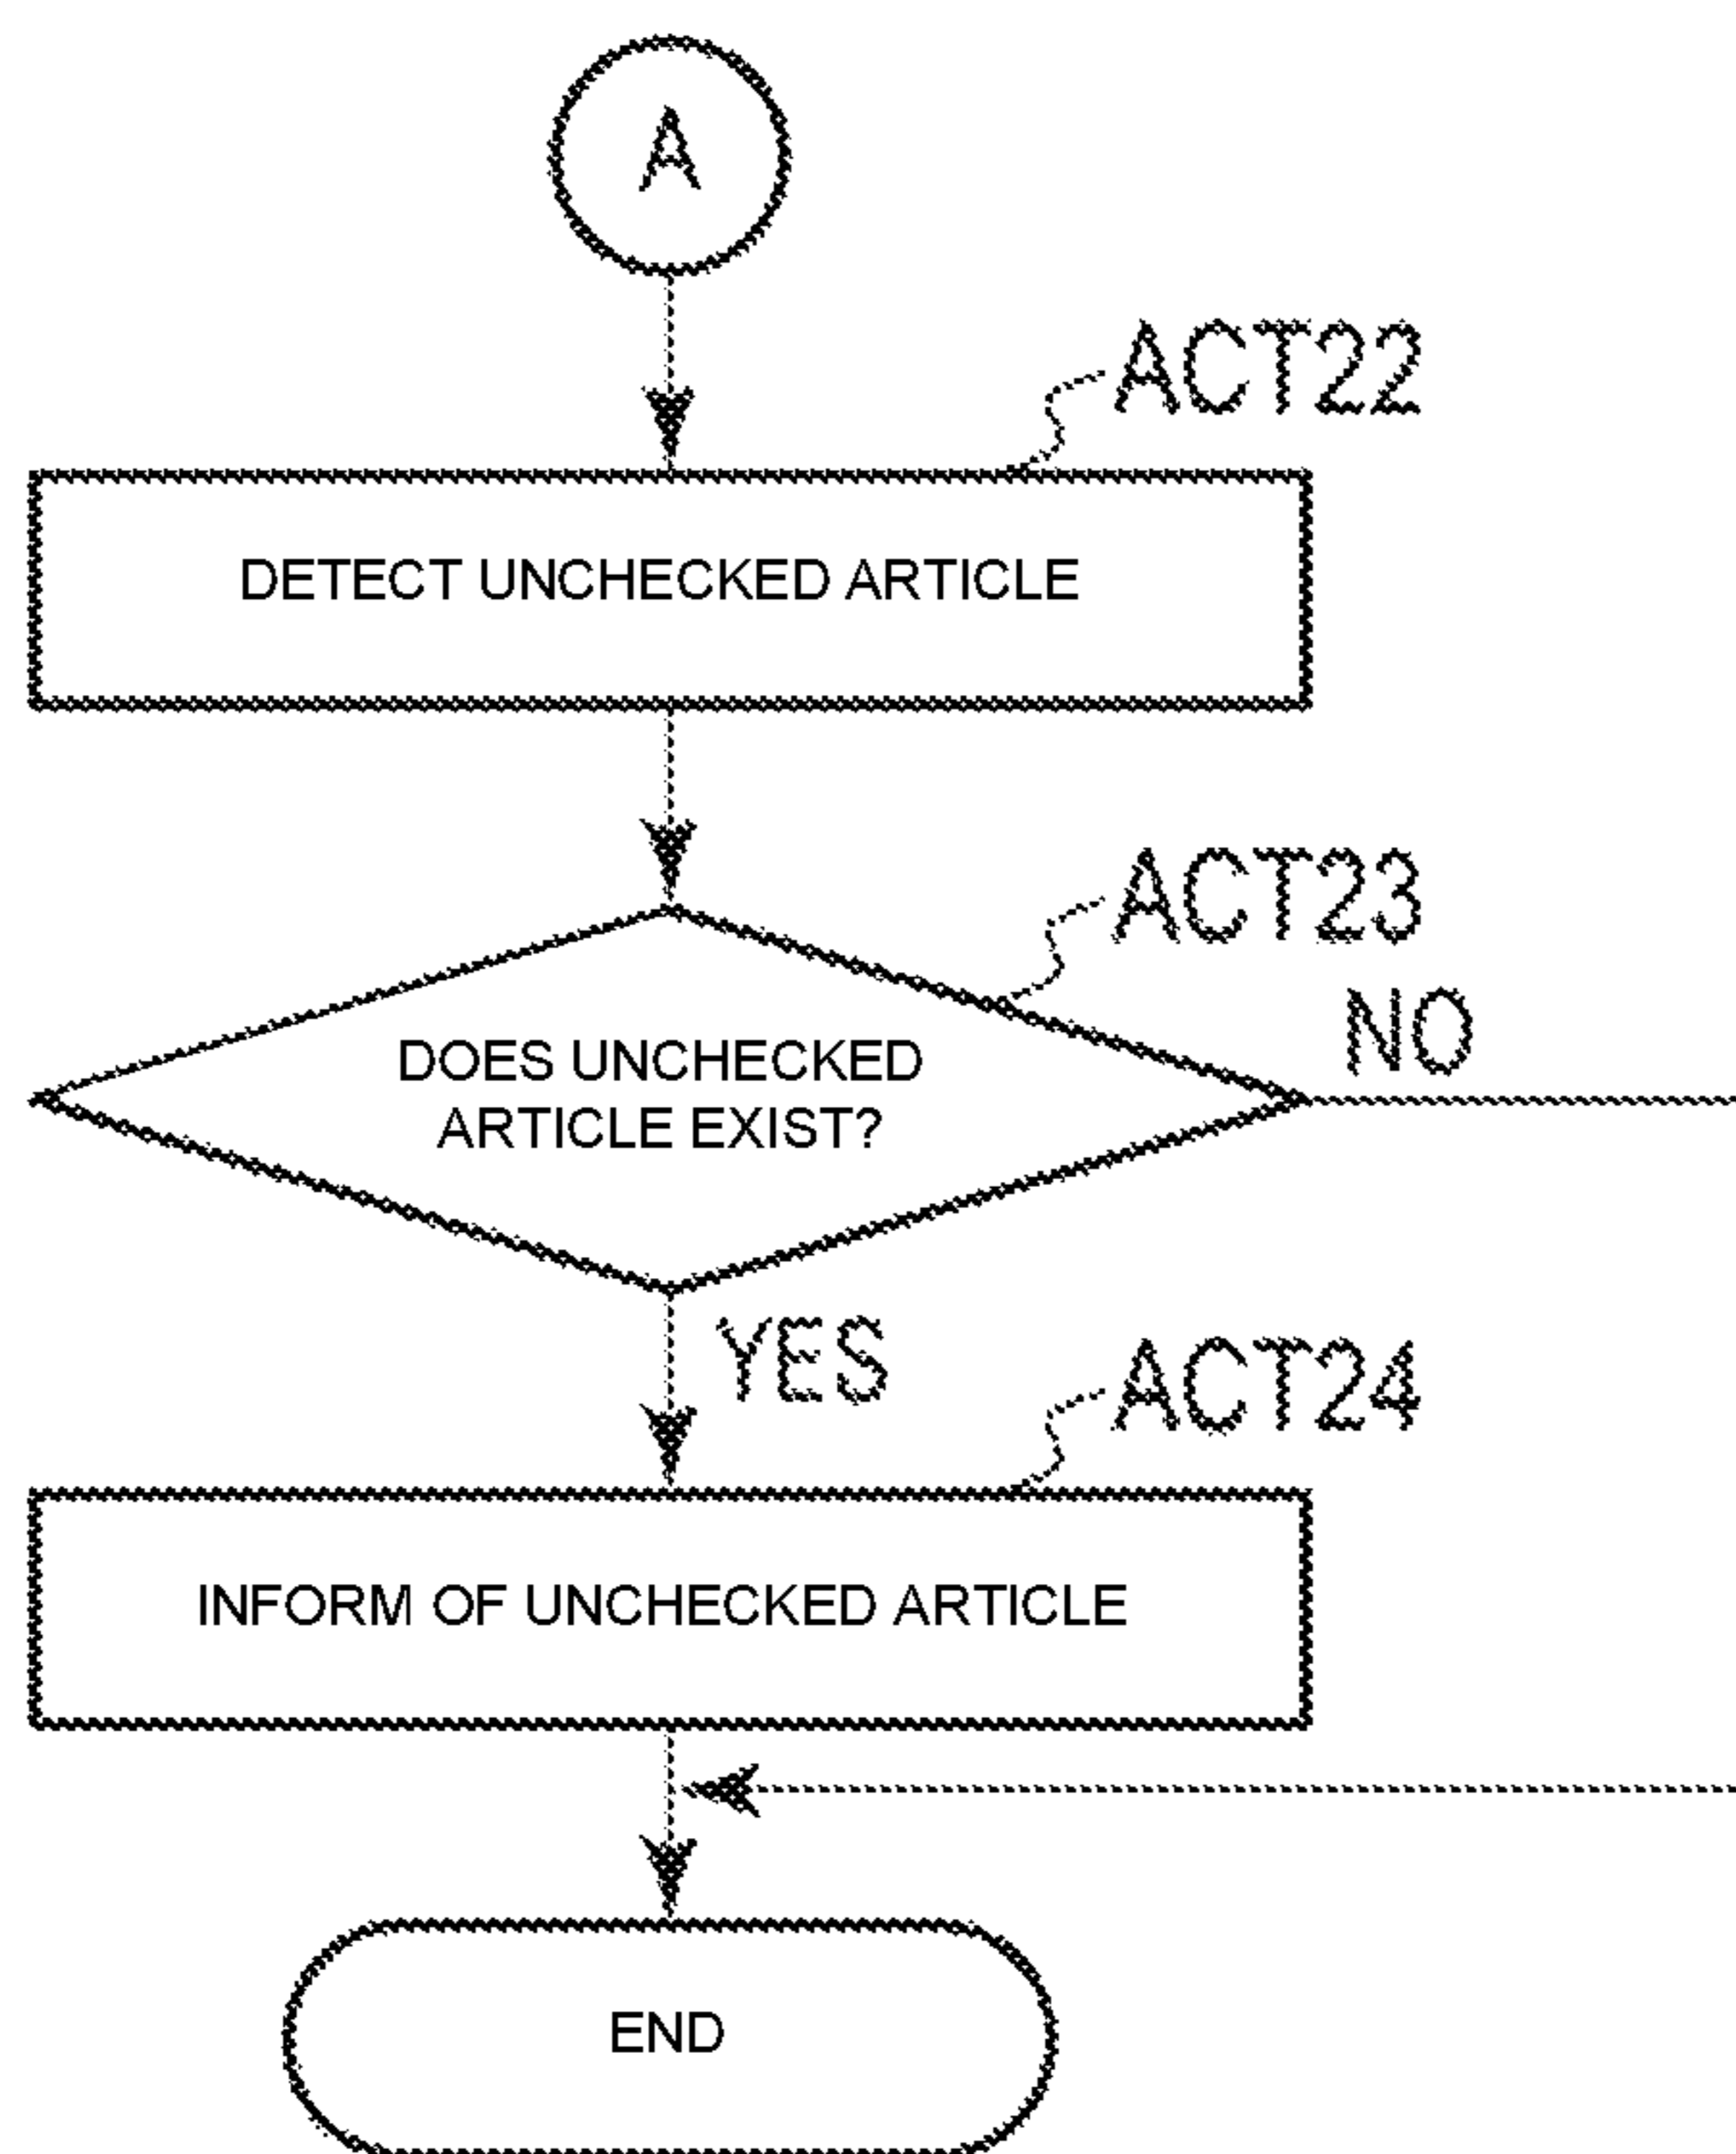 A
ACT22
DETECT UNCHECKED ARTICLE
ACT23
NO
DOES UNCHECKED
ARTICLE EXIST?
YES
ACT24
INFORM OF UNCHECKED ARTICLE
END